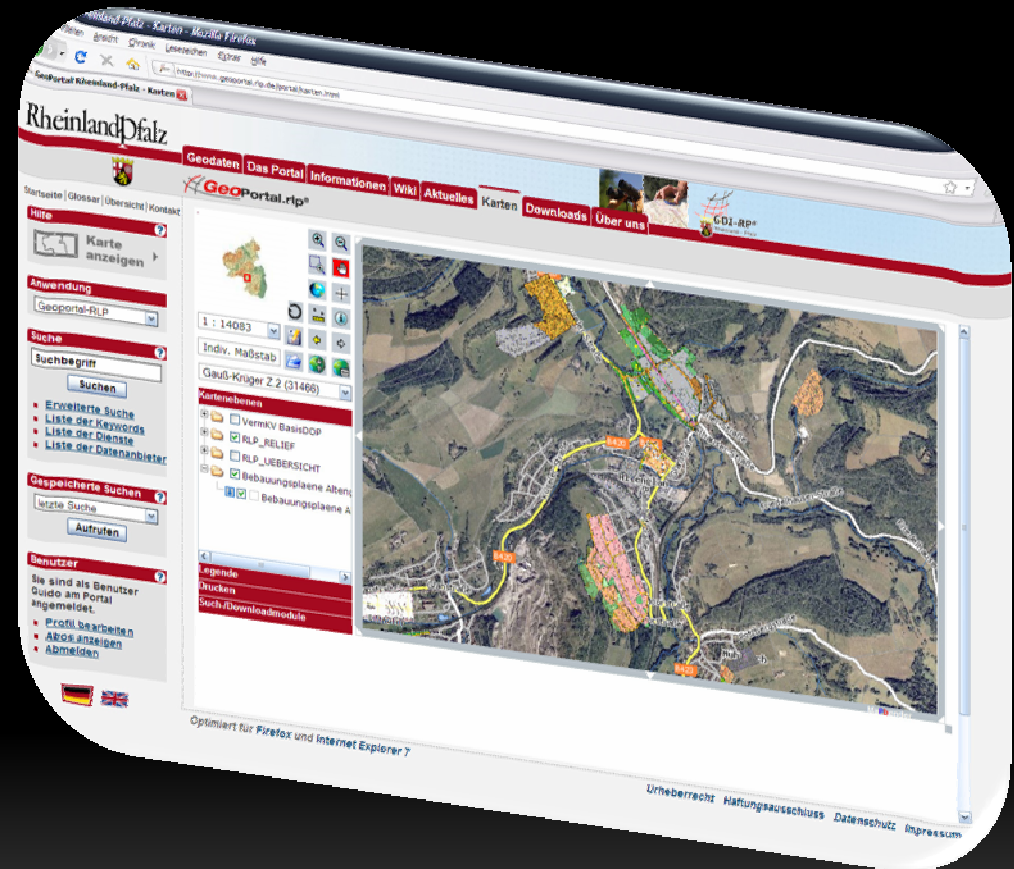 Rheinland-Pfalz - Karten - Mozilla Firefox
Ansicht Chronik Lesezeichen Extras Hilfe
http://www.geoportal.rlp.de/portal/karten.html
GeoPortal Rheinland-Pfalz - Karten
RheinlandPfalz
Geodaten Das Portal Informationen Wiki Aktuelles Karten Downloads Über uns
GeoPortal.rlp®
GDI-RP®
Startseite | Glossar | Übersicht | Kontakt
Hilfe
Karte
anzeigen
Anwendung
Geoportal-RLP
Suche
Suchbegriff
Suchen
Erweiterte Suche
Liste der Keywords
Liste der Dienste
Liste der Datenanbieter
Gespeicherte Suchen
letzte Suche
Aufrufen
Benutzer
Sie sind als Benutzer
Guido am Portal
angemeldet.
Profil bearbeiten
Abos anzeigen
Abmelden
1 : 14083
Indiv. Maßstab
Gauß-Krüger Z.2 (31466)
Kartenebenen
VermKV BasisDOP
RLP_RELIEF
RLP_UEBERSICHT
Bebauungsplaene Alteng
Bebauungsplaene A
Legende
Drucken
Such/Downloadmodule
B420
B420
B423
Optimiert für Firefox und Internet Explorer 7
Urheberrecht Haftungsausschluss Datenschutz Impressum